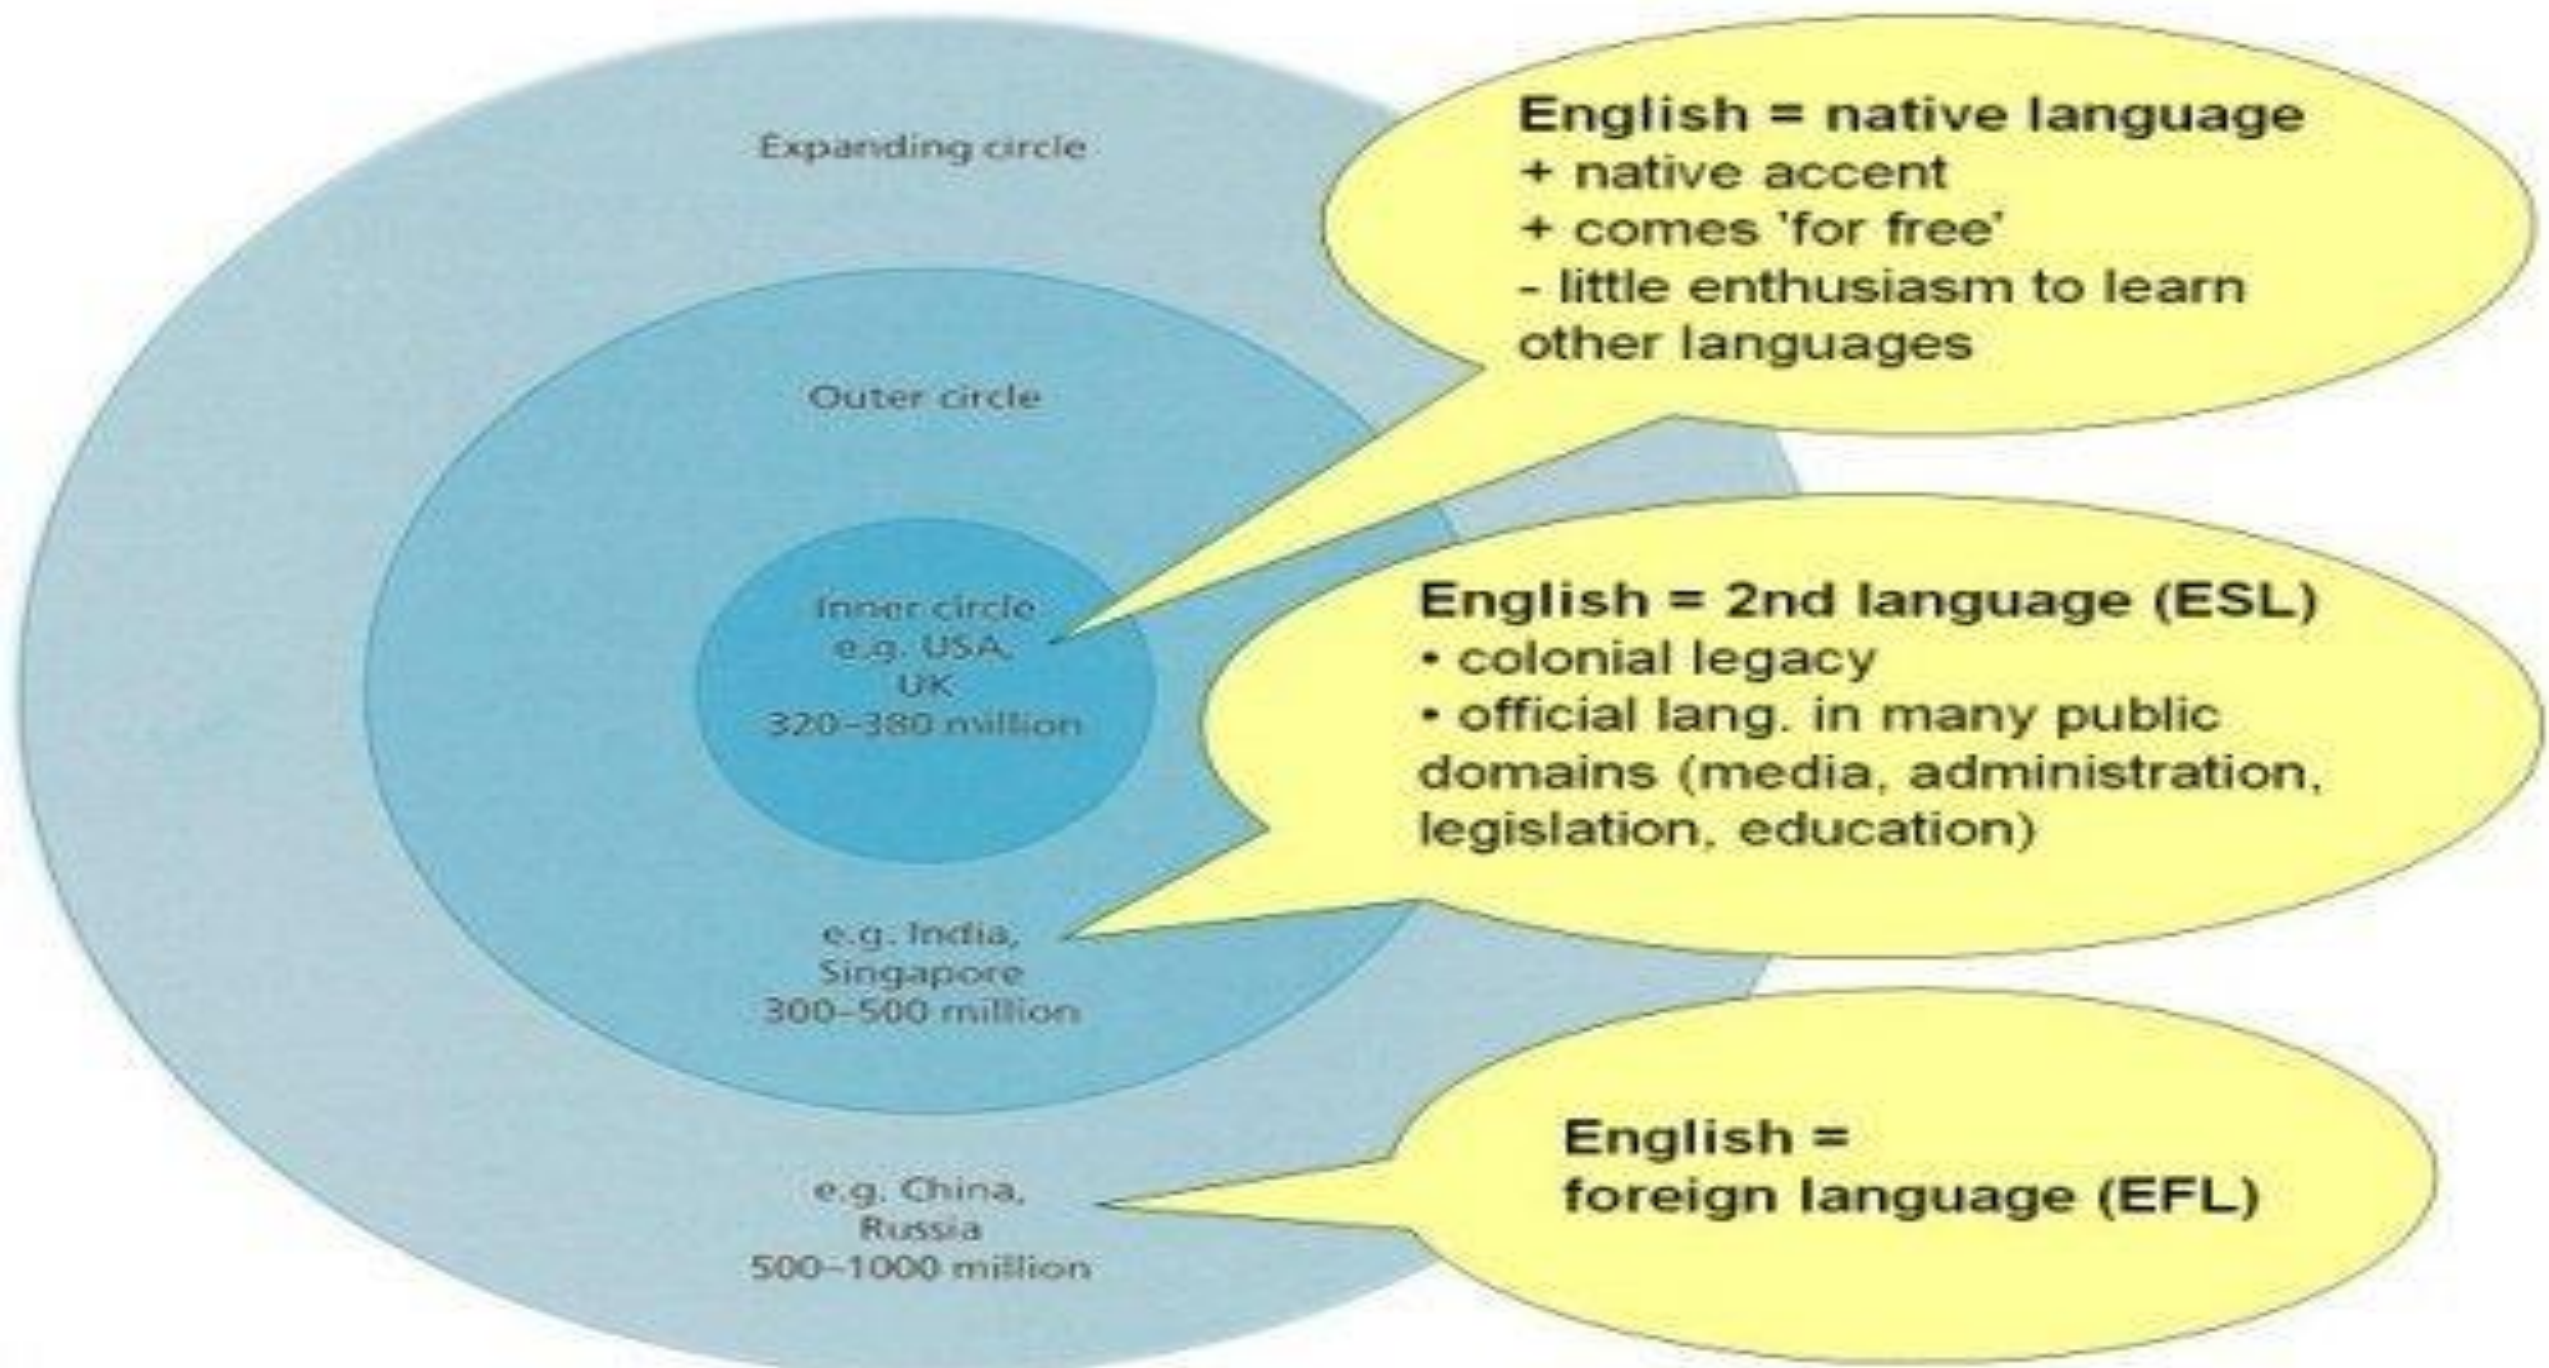 Expanding circle
Outer circle
Inner circle
e.g. USA,
UK
320–380 million
e.g. India,
Singapore
300–500 million
e.g. China,
Russia
500–1000 million
English = native language
+ native accent
+ comes 'for free'
- little enthusiasm to learn
other languages
English = 2nd language (ESL)
• colonial legacy
• official lang. in many public
domains (media, administration,
legislation, education)
English =
foreign language (EFL)